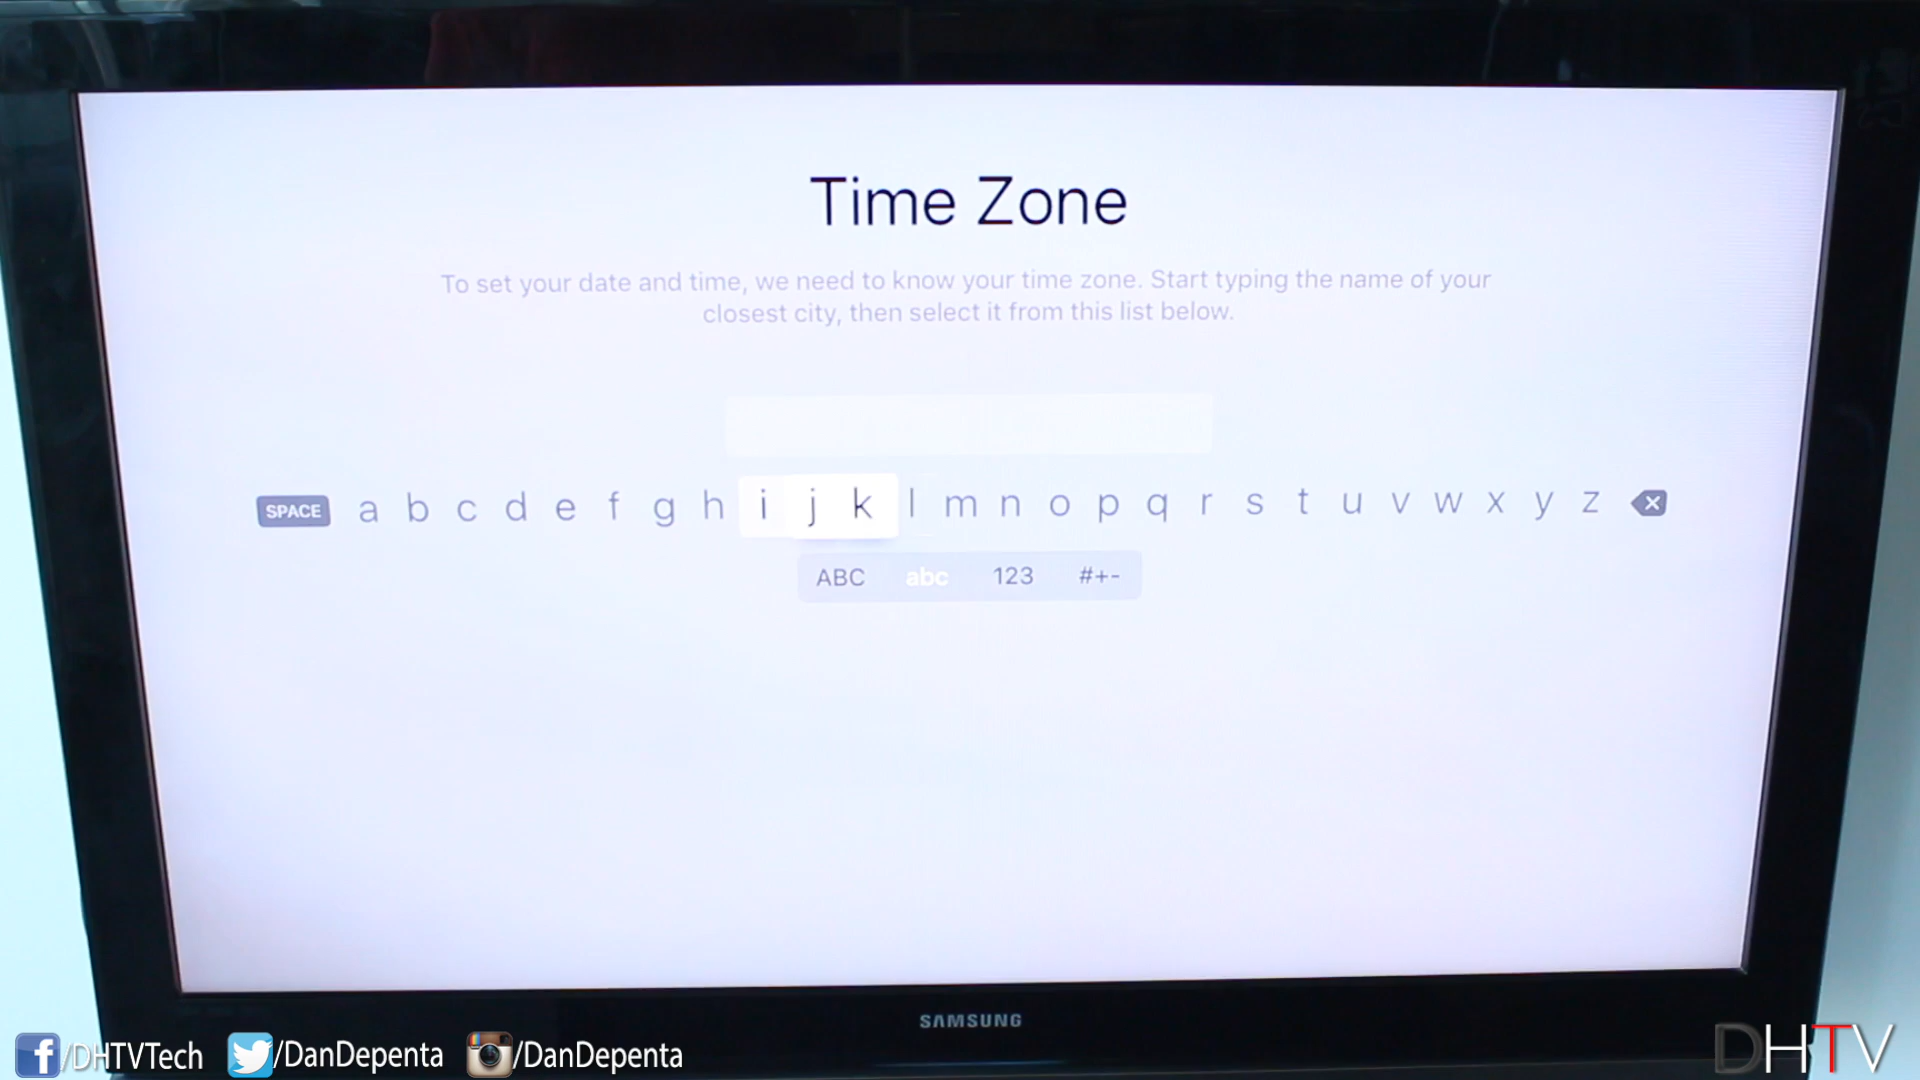 Time Zone
To set your date and time, we need to know your time zone. Start typing the name of your
closest city, then select it from this list below.
SPACE a b c d e f g h i j k l m n o p q r s t u v w x y z
ABC abc 123 #+-
SAMSUNG
/DHTVTech /DanDepenta /DanDepenta
DHTV